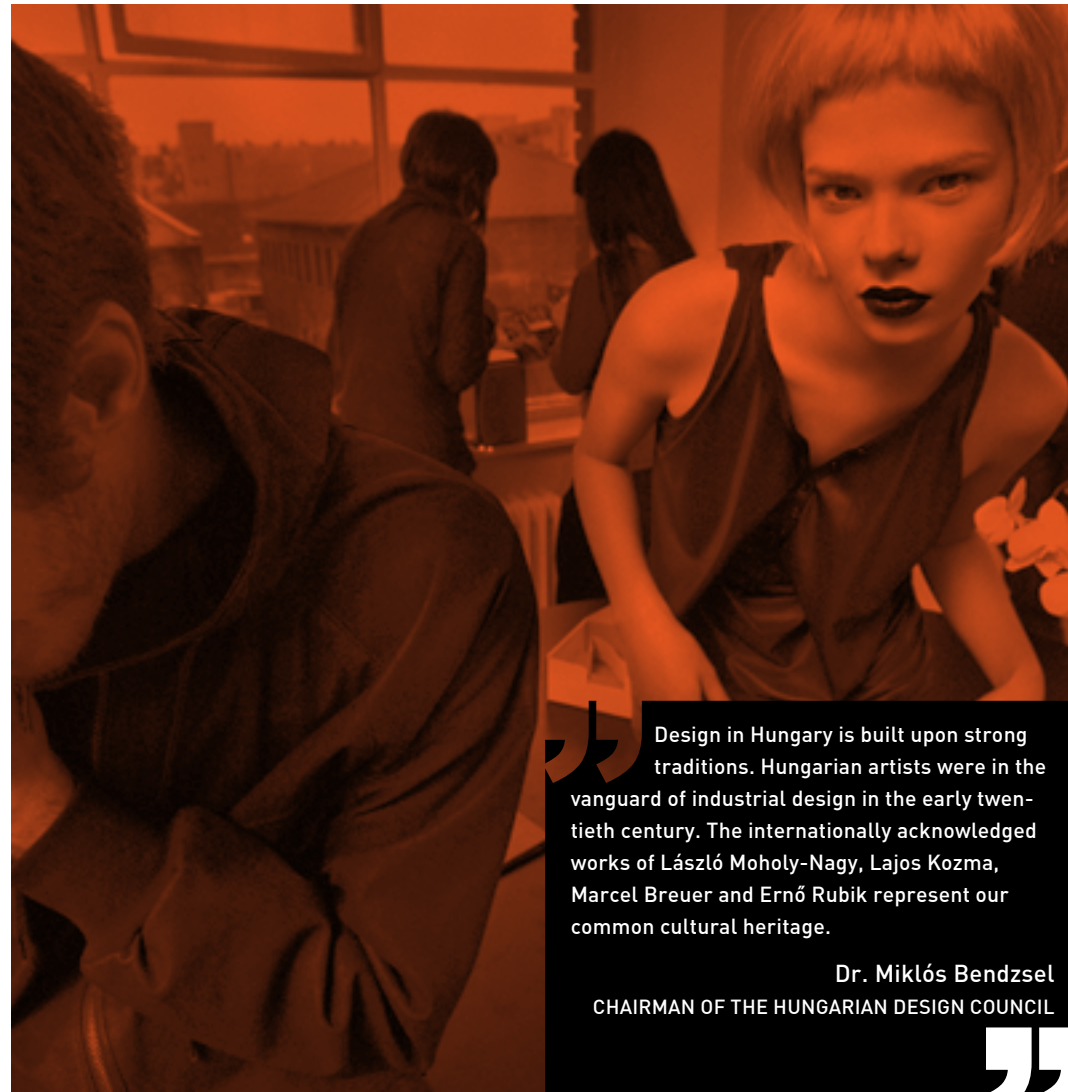 Design in Hungary is built upon strong
traditions. Hungarian artists were in the
vanguard of industrial design in the early twen-
tieth century. The internationally acknowledged
works of László Moholy-Nagy, Lajos Kozma,
Marcel Breuer and Ernő Rubik represent our
common cultural heritage.
Dr. Miklós Bendzsel
CHAIRMAN OF THE HUNGARIAN DESIGN COUNCIL